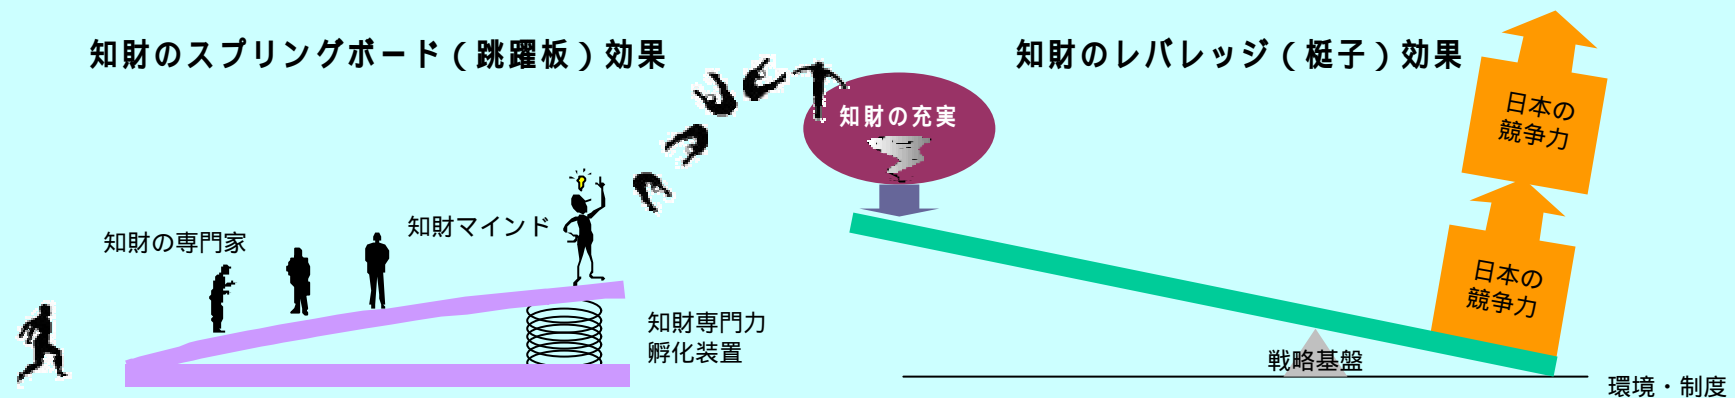 知財のスプリングボード（跳躍板）効果
知財のレバレッジ（梃子）効果
知財の充実
日本の
競争力
日本の
競争力
知財マインド
知財の専門家
知財専門力
孵化装置
戦略基盤
環境・制度